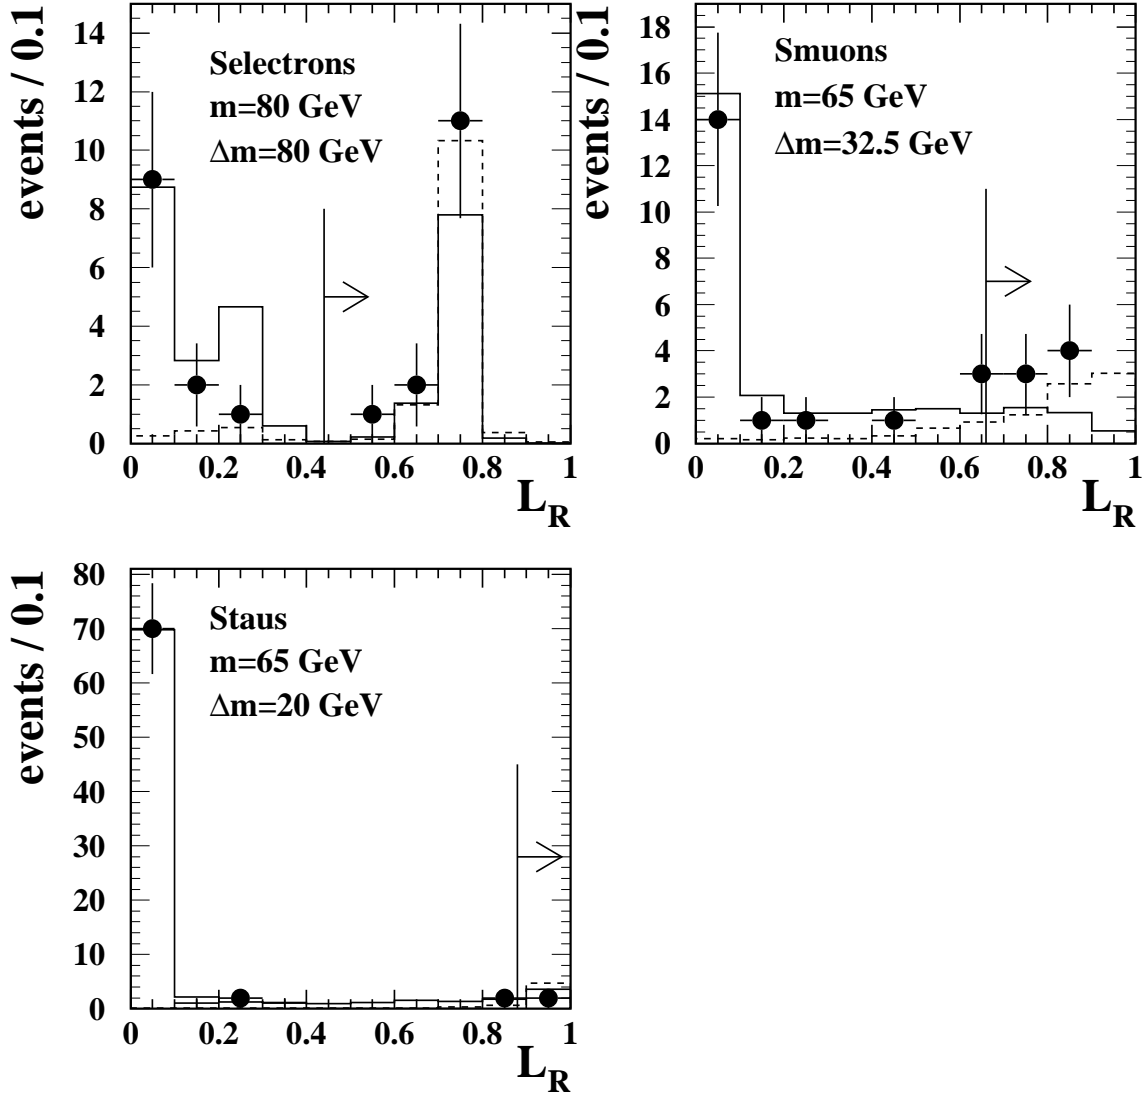 events / 0.1
14
12
10
8
6
4
2
0
Selectrons
m=80 GeV
Δm=80 GeV
0 0.2 0.4 0.6 0.8 1
L_R
events / 0.1
18
16
14
12
10
8
6
4
2
0
Smuons
m=65 GeV
Δm=32.5 GeV
0 0.2 0.4 0.6 0.8 1
L_R
events / 0.1
80
70
60
50
40
30
20
10
0
Staus
m=65 GeV
Δm=20 GeV
0 0.2 0.4 0.6 0.8 1
L_R